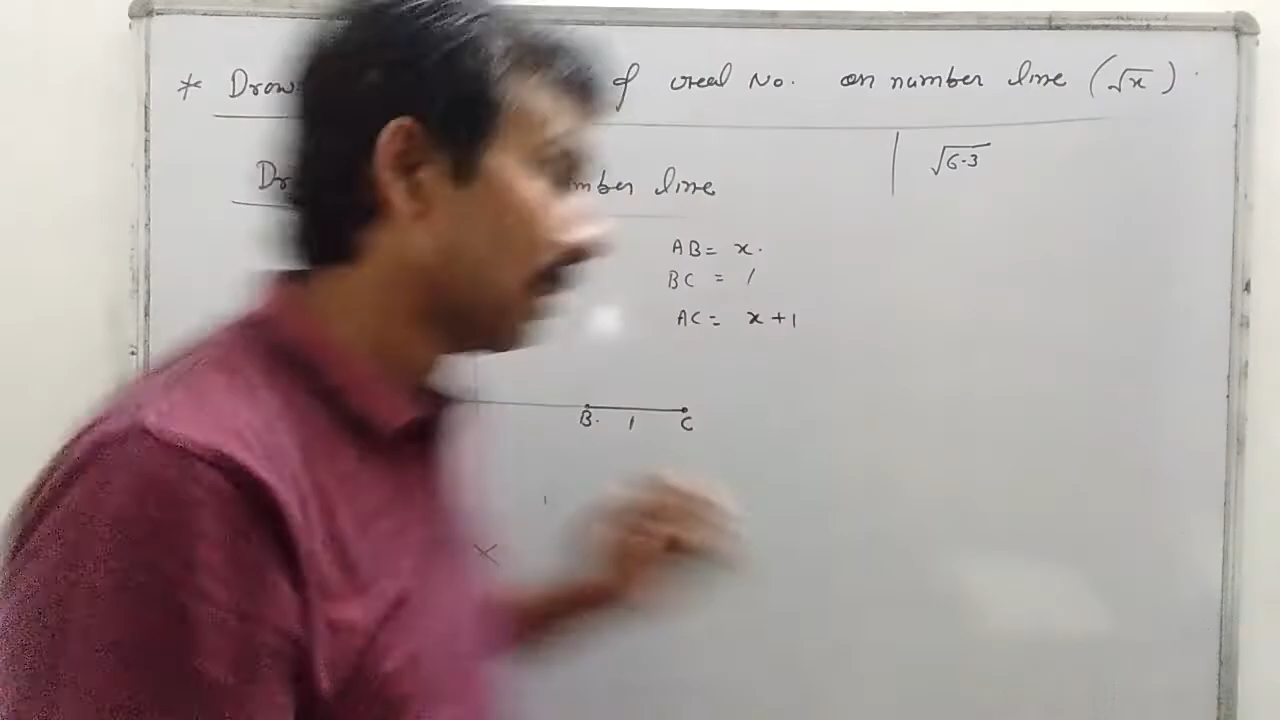 * Draw of real No. on number line (√x).
√6.3
Dr mber line
AB = x.
BC = 1
AC = x + 1
B. 1 C